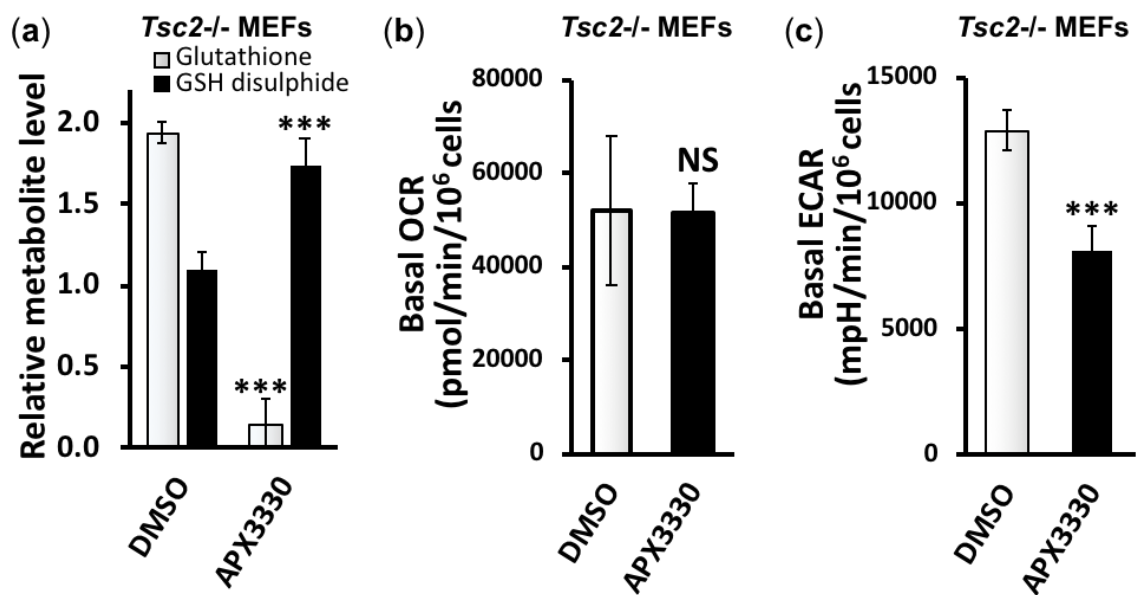 (a)
Tsc2-/- MEFs
Glutathione
GSH disulphide
Relative metabolite level
2.0
1.5
1.0
0.5
0.0
***
***
DMSO
APX3330
(b)
Tsc2-/- MEFs
Basal OCR
(pmol/min/10⁶ cells
80000
60000
40000
20000
0
NS
DMSO
APX3330
(c)
Tsc2-/- MEFs
Basal ECAR
(mpH/min/10⁶ cells
15000
10000
5000
0
***
DMSO
APX3330